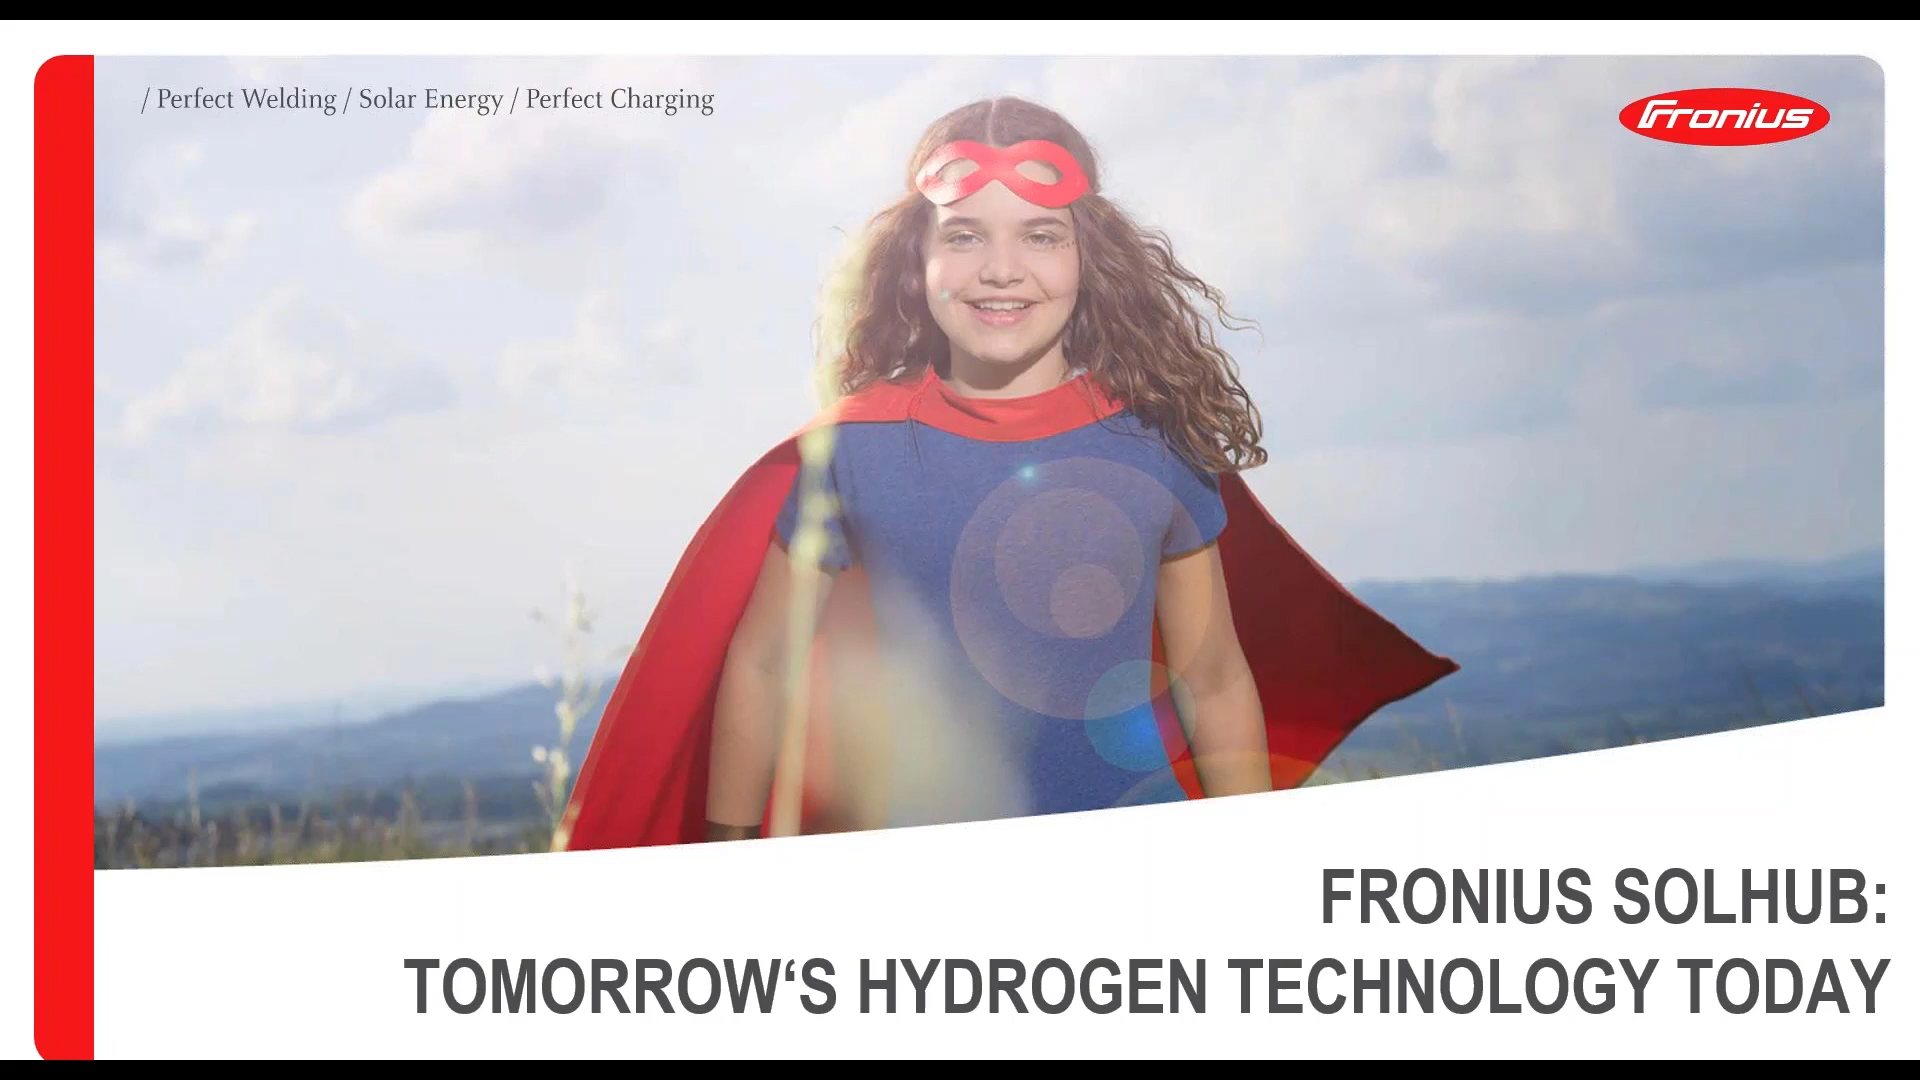 / Perfect Welding / Solar Energy / Perfect Charging
Fronius
FRONIUS SOLHUB:
TOMORROW‘S HYDROGEN TECHNOLOGY TODAY